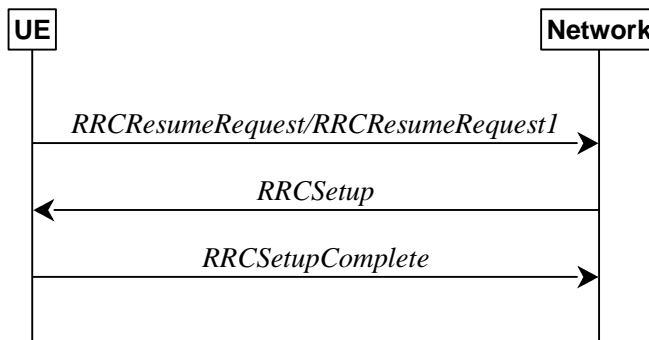 UE
Network
RRCResumeRequest/RRCResumeRequest1
RRCSetup
RRCSetupComplete